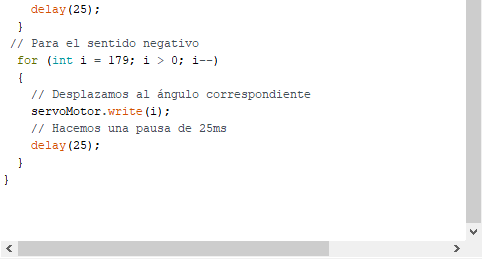 delay(25);
}
// Para el sentido negativo
for (int i = 179; i > 0; i--)
{
// Desplazamos al ángulo correspondiente
servoMotor.write(i);
// Hacemos una pausa de 25ms
delay(25);
}
}